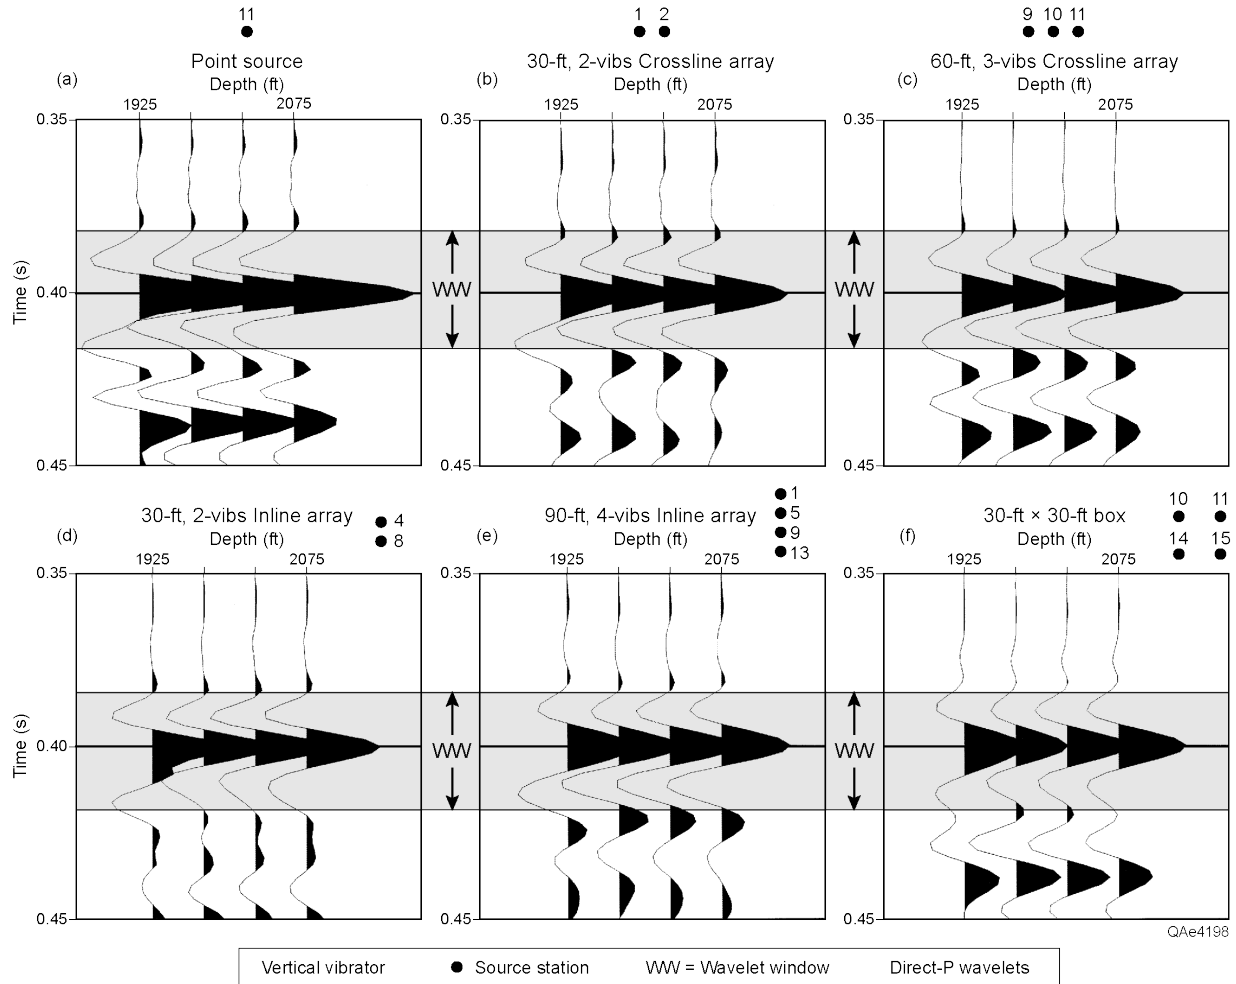 11
Point source
(a)
Depth (ft)
1925 2075
0.35
0.40
0.45
Time (s)
1 2
30-ft, 2-vibs Crossline array
(b)
Depth (ft)
1925 2075
0.35
0.45
WW
9 10 11
60-ft, 3-vibs Crossline array
(c)
Depth (ft)
1925 2075
0.35
0.45
WW
30-ft, 2-vibs Inline array
4
8
(d)
Depth (ft)
1925 2075
0.35
0.40
0.45
Time (s)
90-ft, 4-vibs Inline array
1
5
9
13
(e)
Depth (ft)
1925 2075
0.35
0.45
WW
30-ft × 30-ft box
10 11
14 15
(f)
Depth (ft)
1925 2075
0.35
0.45
WW
QAe4198
Vertical vibrator Source station WW = Wavelet window Direct-P wavelets